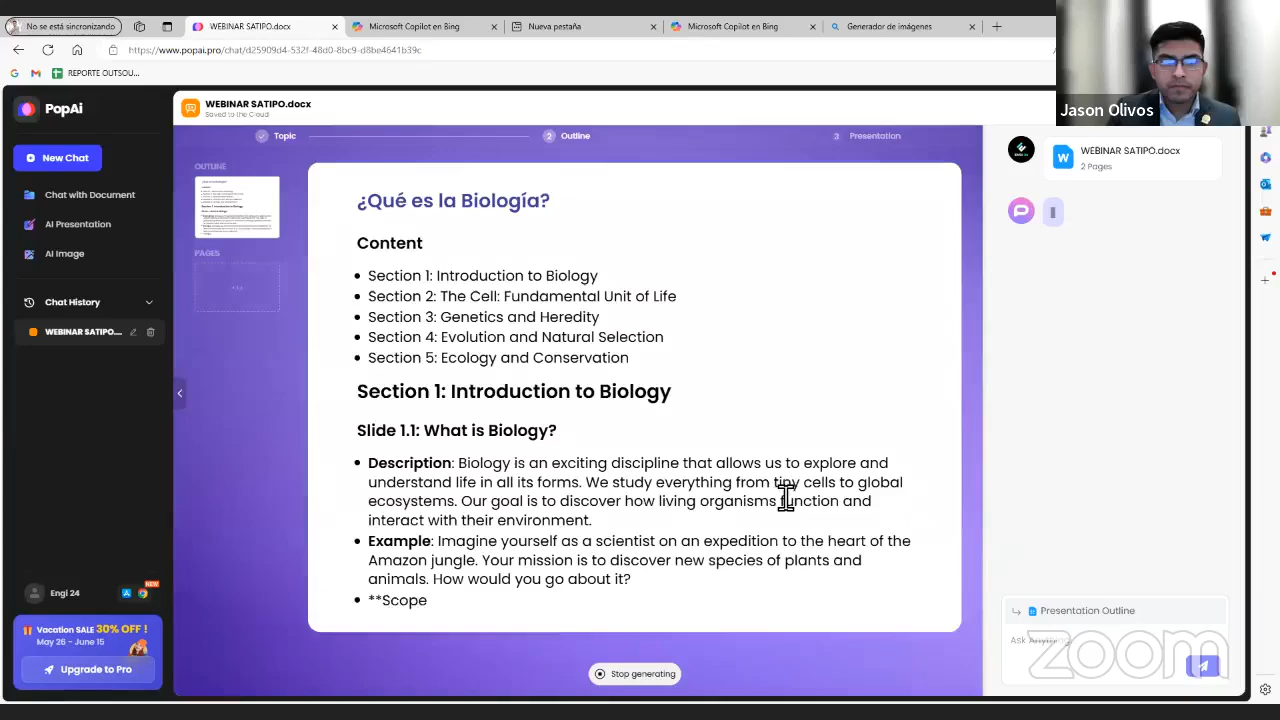 No se está sincronizando
WEBINAR SATIPO.docx
Microsoft Copilot en Bing
Nueva pestaña
Microsoft Copilot en Bing
Generador de imágenes
https://www.popai.pro/chat/d25909d4-532f-48d0-8bc9-d8be4641b39c
REPORTE OUTSOU...
Jason Olivos
PopAi
New Chat
Chat with Document
AI Presentation
AI Image
Chat History
WEBINAR SATIPO....
Engi 24
NEW
Vacation SALE 30% OFF !
May 26 - June 15
Upgrade to Pro
WEBINAR SATIPO.docx
Saved to the Cloud
Topic
2 Outline
3 Presentation
OUTLINE
PAGES
¿Qué es la Biología?
Content
• Section 1: Introduction to Biology
• Section 2: The Cell: Fundamental Unit of Life
• Section 3: Genetics and Heredity
• Section 4: Evolution and Natural Selection
• Section 5: Ecology and Conservation
Section 1: Introduction to Biology
Slide 1.1: What is Biology?
• Description: Biology is an exciting discipline that allows us to explore and
understand life in all its forms. We study everything from tiny cells to global
ecosystems. Our goal is to discover how living organisms function and
interact with their environment.
• Example: Imagine yourself as a scientist on an expedition to the heart of the
Amazon jungle. Your mission is to discover new species of plants and
animals. How would you go about it?
• **Scope
Stop generating
WEBINAR SATIPO.docx
2 Pages
Presentation Outline
Ask Anything
zoom